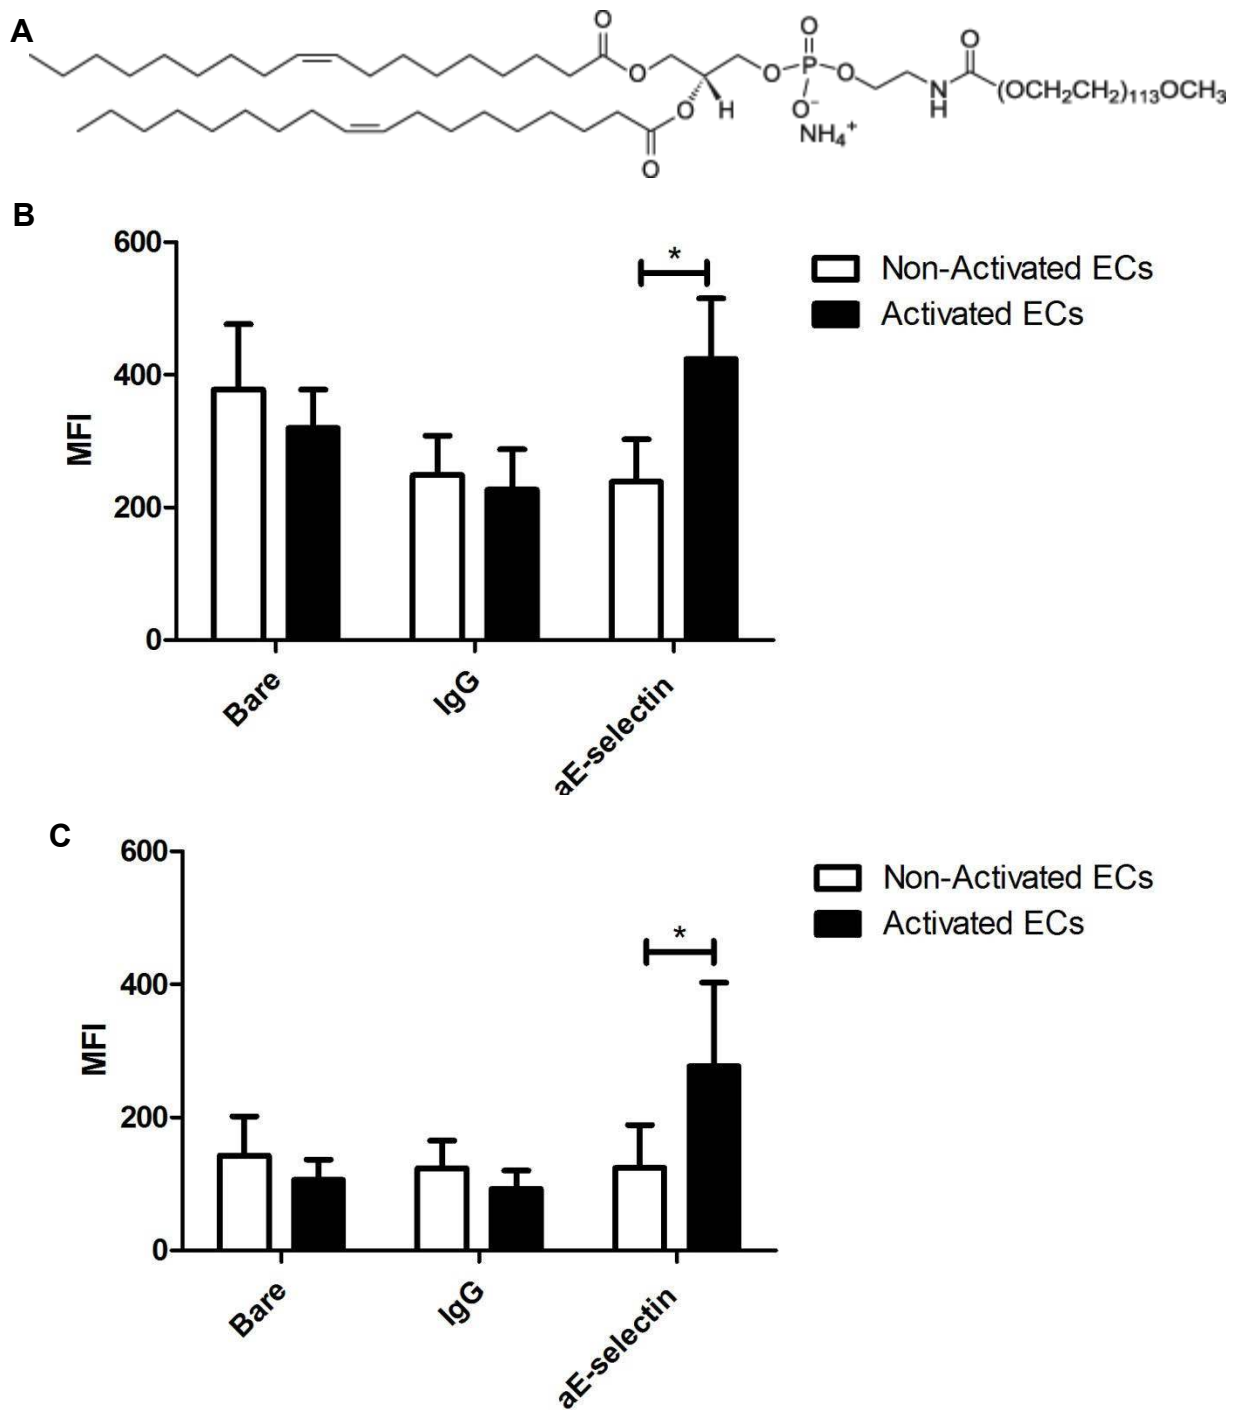 A
O
O
O
O
P
O
O
N
H
O
(OCH₂CH₂)₁₁₃OCH₃
O
H
O⁻
NH₄⁺
O
B
600
400
200
0
MFI
*
Non-Activated ECs
Activated ECs
Bare
IgG
aE-selectin
C
600
400
200
0
MFI
*
Non-Activated ECs
Activated ECs
Bare
IgG
aE-selectin